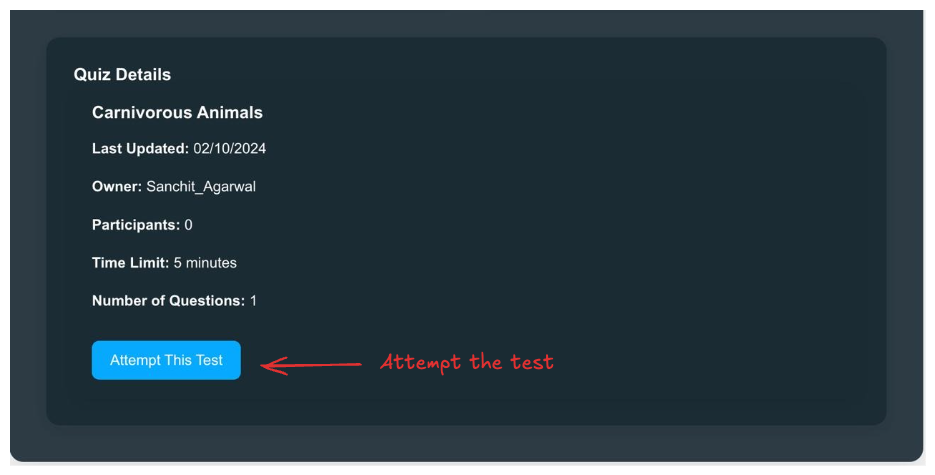 Quiz Details
Carnivorous Animals
Last Updated: 02/10/2024
Owner: Sanchit_Agarwal
Participants: 0
Time Limit: 5 minutes
Number of Questions: 1
Attempt This Test
Attempt the test